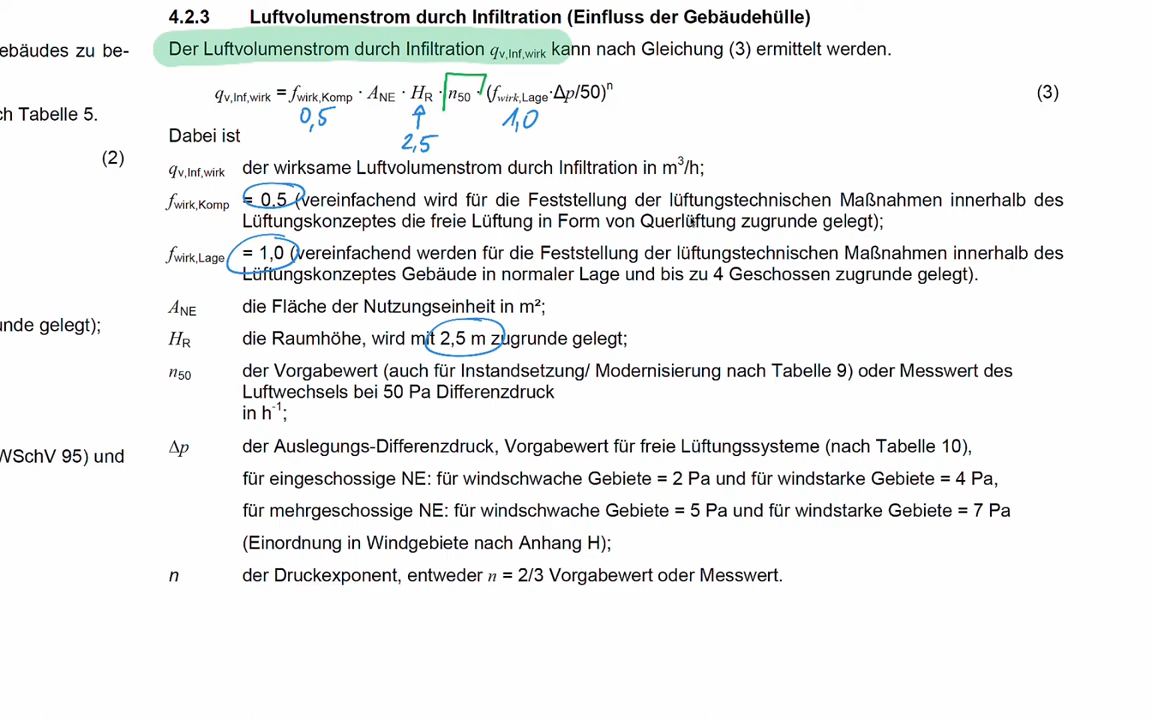 4.2.3 Luftvolumenstrom durch Infiltration (Einfluss der Gebäudehülle)
ebäudes zu be-
Der Luftvolumenstrom durch Infiltration qv,Inf,wirk kann nach Gleichung (3) ermittelt werden.
qv,Inf,wirk = fwirk,Komp · ANE · HR · n50 · (fwirk,Lage·Δp/50)ⁿ (3)
ch Tabelle 5.
0,5 1,0
Dabei ist
2,5
(2)
qv,Inf,wirk der wirksame Luftvolumenstrom durch Infiltration in m³/h;
fwirk,Komp = 0,5 (vereinfachend wird für die Feststellung der lüftungstechnischen Maßnahmen innerhalb des
Lüftungskonzeptes die freie Lüftung in Form von Querlüftung zugrunde gelegt);
fwirk,Lage = 1,0 (vereinfachend werden für die Feststellung der lüftungstechnischen Maßnahmen innerhalb des
Lüftungskonzeptes Gebäude in normaler Lage und bis zu 4 Geschossen zugrunde gelegt).
ANE die Fläche der Nutzungseinheit in m²;
unde gelegt);
HR die Raumhöhe, wird mit 2,5 m zugrunde gelegt;
n50 der Vorgabewert (auch für Instandsetzung/ Modernisierung nach Tabelle 9) oder Messwert des
Luftwechsels bei 50 Pa Differenzdruck
in h⁻¹;
WSchV 95) und
Δp der Auslegungs-Differenzdruck, Vorgabewert für freie Lüftungssysteme (nach Tabelle 10),
für eingeschossige NE: für windschwache Gebiete = 2 Pa und für windstarke Gebiete = 4 Pa,
für mehrgeschossige NE: für windschwache Gebiete = 5 Pa und für windstarke Gebiete = 7 Pa
(Einordnung in Windgebiete nach Anhang H);
n der Druckexponent, entweder n = 2/3 Vorgabewert oder Messwert.